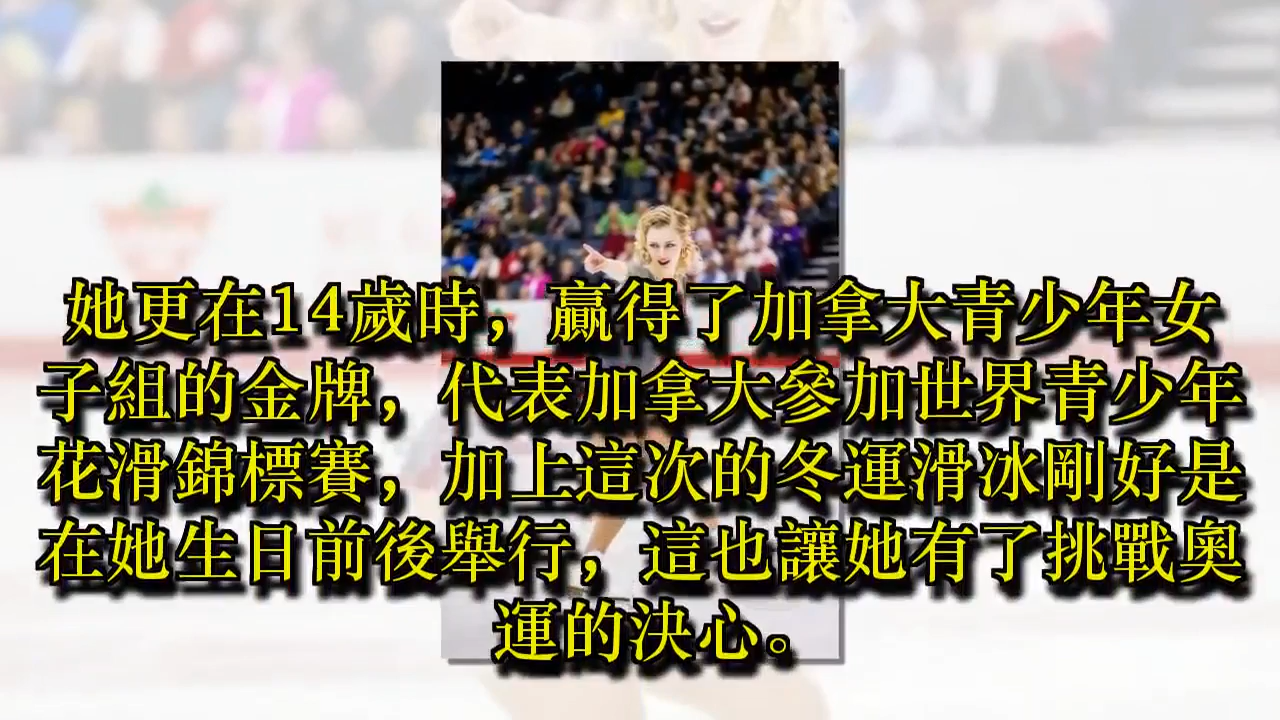 她更在14歲時，贏得了加拿大青少年女
子組的金牌，代表加拿大參加世界青少年
花滑錦標賽，加上這次的冬運滑冰剛好是
在她生日前後舉行，這也讓她有了挑戰奧
運的決心。